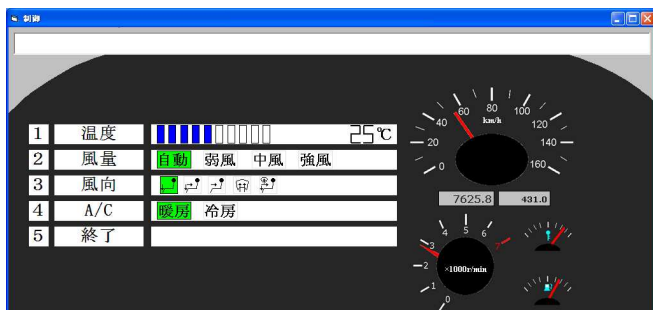 制御
1 温度 25℃
2 風量 自動 弱風 中風 強風
3 風向
4 A/C 暖房 冷房
5 終了
0 20 40 60 80 100 120 140 160
km/h
7625.8 431.0
0 1 2 3 4 5 6 7
×1000r/min